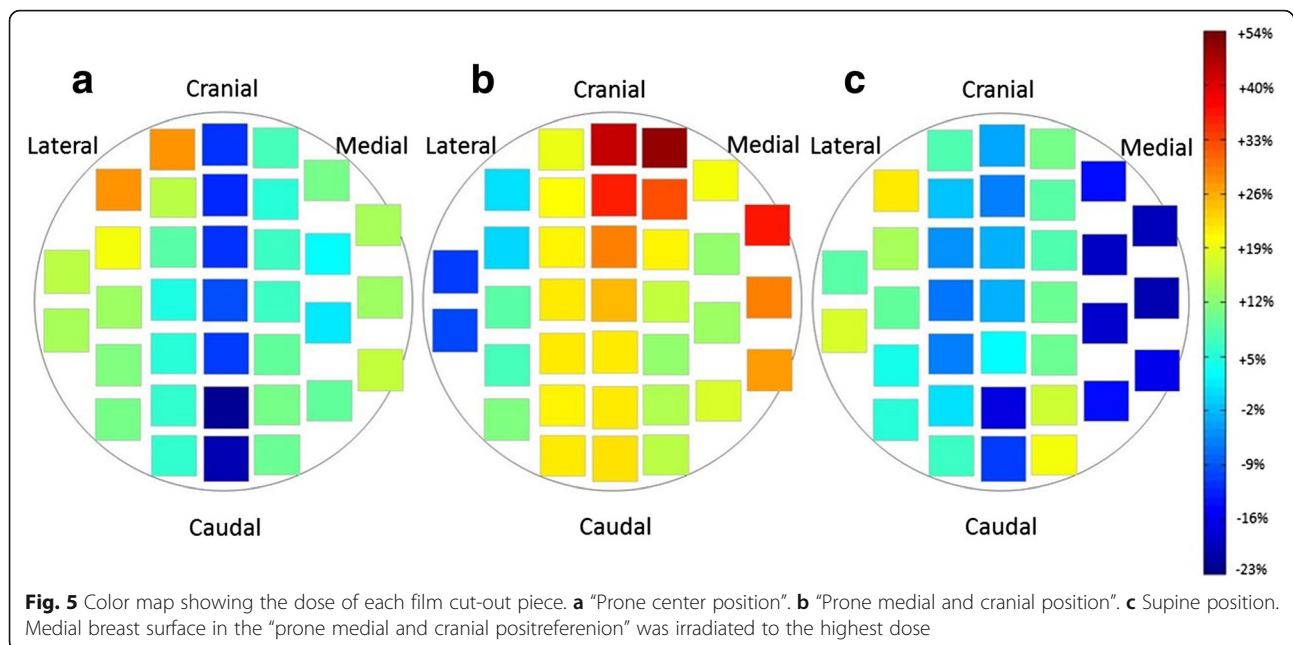 a
Cranial
Lateral
Medial
Caudal
b
Cranial
Lateral
Medial
Caudal
c
Cranial
Lateral
Medial
Caudal
+54%
+40%
+33%
+26%
+19%
+12%
+5%
-2%
-9%
-16%
-23%
Fig. 5 Color map showing the dose of each film cut-out piece. a “Prone center position”. b “Prone medial and cranial position”. c Supine position.
Medial breast surface in the “prone medial and cranial positreferenion” was irradiated to the highest dose